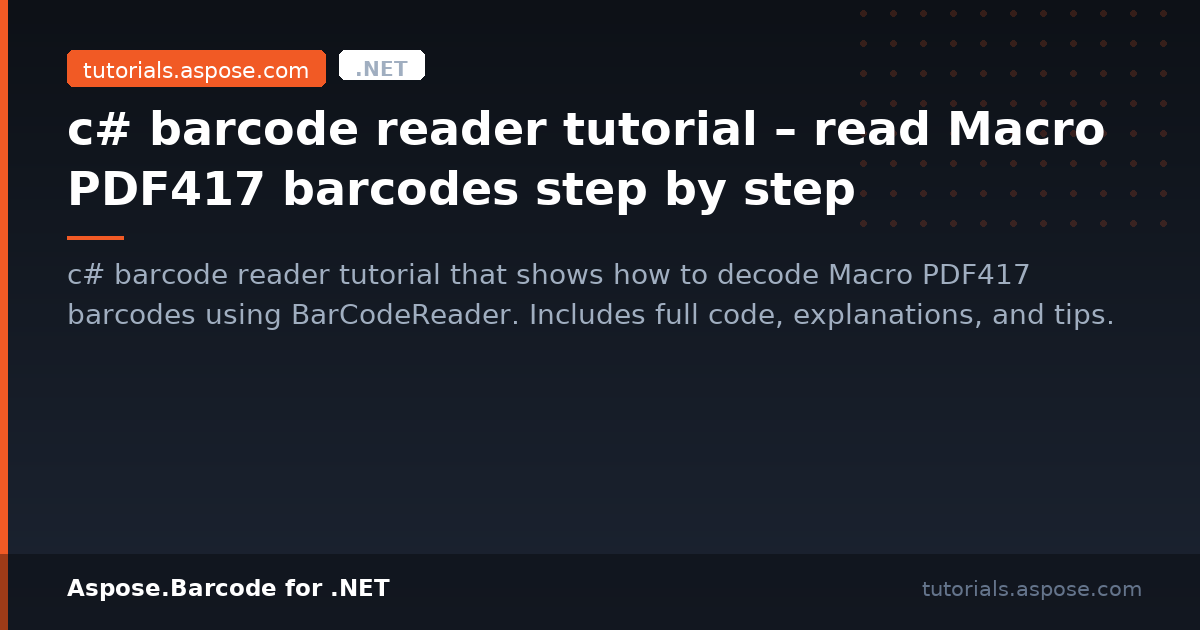 tutorials.aspose.com
.NET
c# barcode reader tutorial – read Macro
PDF417 barcodes step by step
c# barcode reader tutorial that shows how to decode Macro PDF417
barcodes using BarCodeReader. Includes full code, explanations, and tips.
Aspose.Barcode for .NET
tutorials.aspose.com